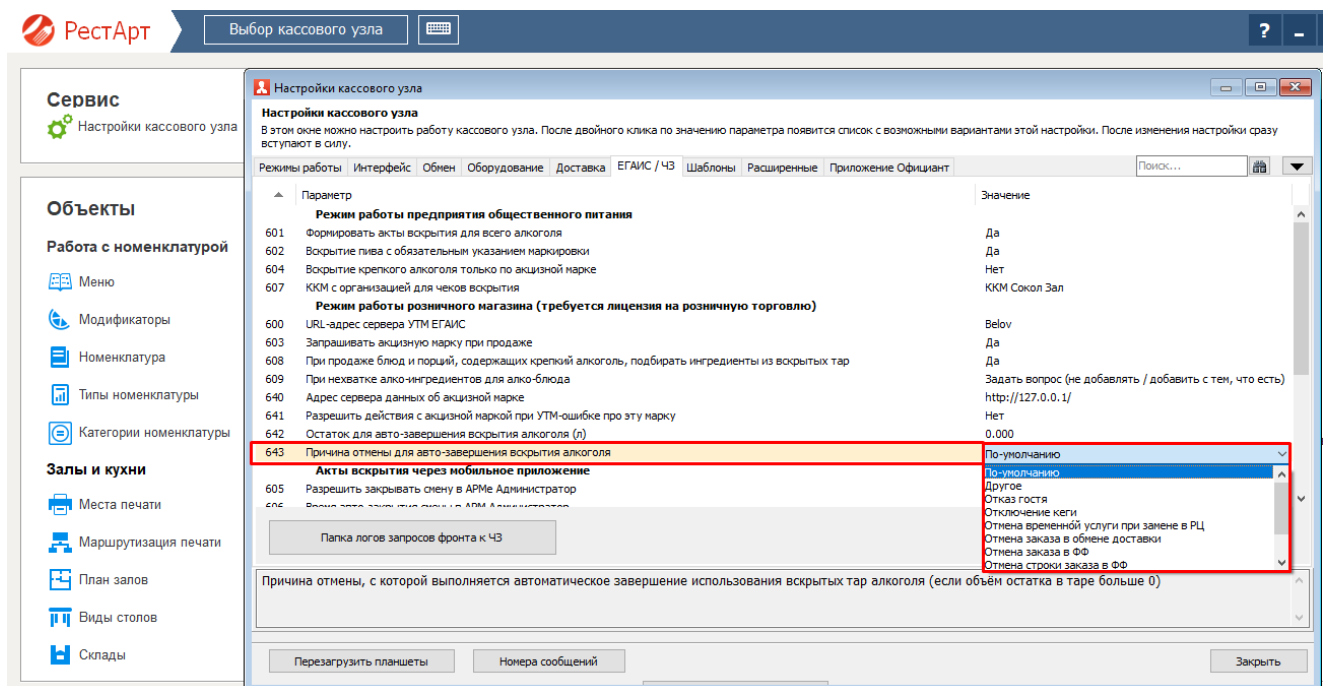 РестАрт
Выбор кассового узла
?
Сервис
Настройки кассового узла
Объекты
Работа с номенклатурой
Меню
Модификаторы
Номенклатура
Типы номенклатуры
Категории номенклатуры
Залы и кухни
Места печати
Маршрутизация печати
План залов
Виды столов
Склады
Настройки кассового узла
Настройки кассового узла
В этом окне можно настроить работу кассового узла. После двойного клика по значению параметра появится список с возможными вариантами этой настройки. После изменения настройки сразу
вступают в силу.
Режимы работы Интерфейс Обмен Оборудование Доставка ЕГАИС / ЧЗ Шаблоны Расширенные Приложение Официант Поиск...
Параметр Значение
Режим работы предприятия общественного питания
601 Формировать акты вскрытия для всего алкоголя Да
602 Вскрытие пива с обязательным указанием маркировки Да
604 Вскрытие крепкого алкоголя только по акцизной марке Нет
607 ККМ с организацией для чеков вскрытия ККМ Сокол Зал
Режим работы розничного магазина (требуется лицензия на розничную торговлю)
600 URL-адрес сервера УТМ ЕГАИС Belov
603 Запрашивать акцизную марку при продаже Да
608 При продаже блюд и порций, содержащих крепкий алкоголь, подбирать ингредиенты из вскрытых тар Да
609 При нехватке алко-ингредиентов для алко-блюда Задать вопрос (не добавлять / добавить с тем, что есть)
640 Адрес сервера данных об акцизной марке http://127.0.0.1/
641 Разрешить действия с акцизной маркой при УТМ-ошибке про эту марку Нет
642 Остаток для авто-завершения вскрытия алкоголя (л) 0.000
643 Причина отмены для авто-завершения вскрытия алкоголя По-умолчанию
Акты вскрытия через мобильное приложение
605 Разрешить закрывать смену в АРМе Администратор
606 Время авто-закрытия смены в АРМ Администратор
По-умолчанию
Другое
Отказ гостя
Отключение кеги
Отмена временной услуги при замене в РЦ
Отмена заказа в обмене доставки
Отмена заказа в ФФ
Отмена строки заказа в ФФ
Папка логов запросов фронта к ЧЗ
Причина отмены, с которой выполняется автоматическое завершение использования вскрытых тар алкоголя (если объём остатка в таре больше 0)
Перезагрузить планшеты Номера сообщений Закрыть